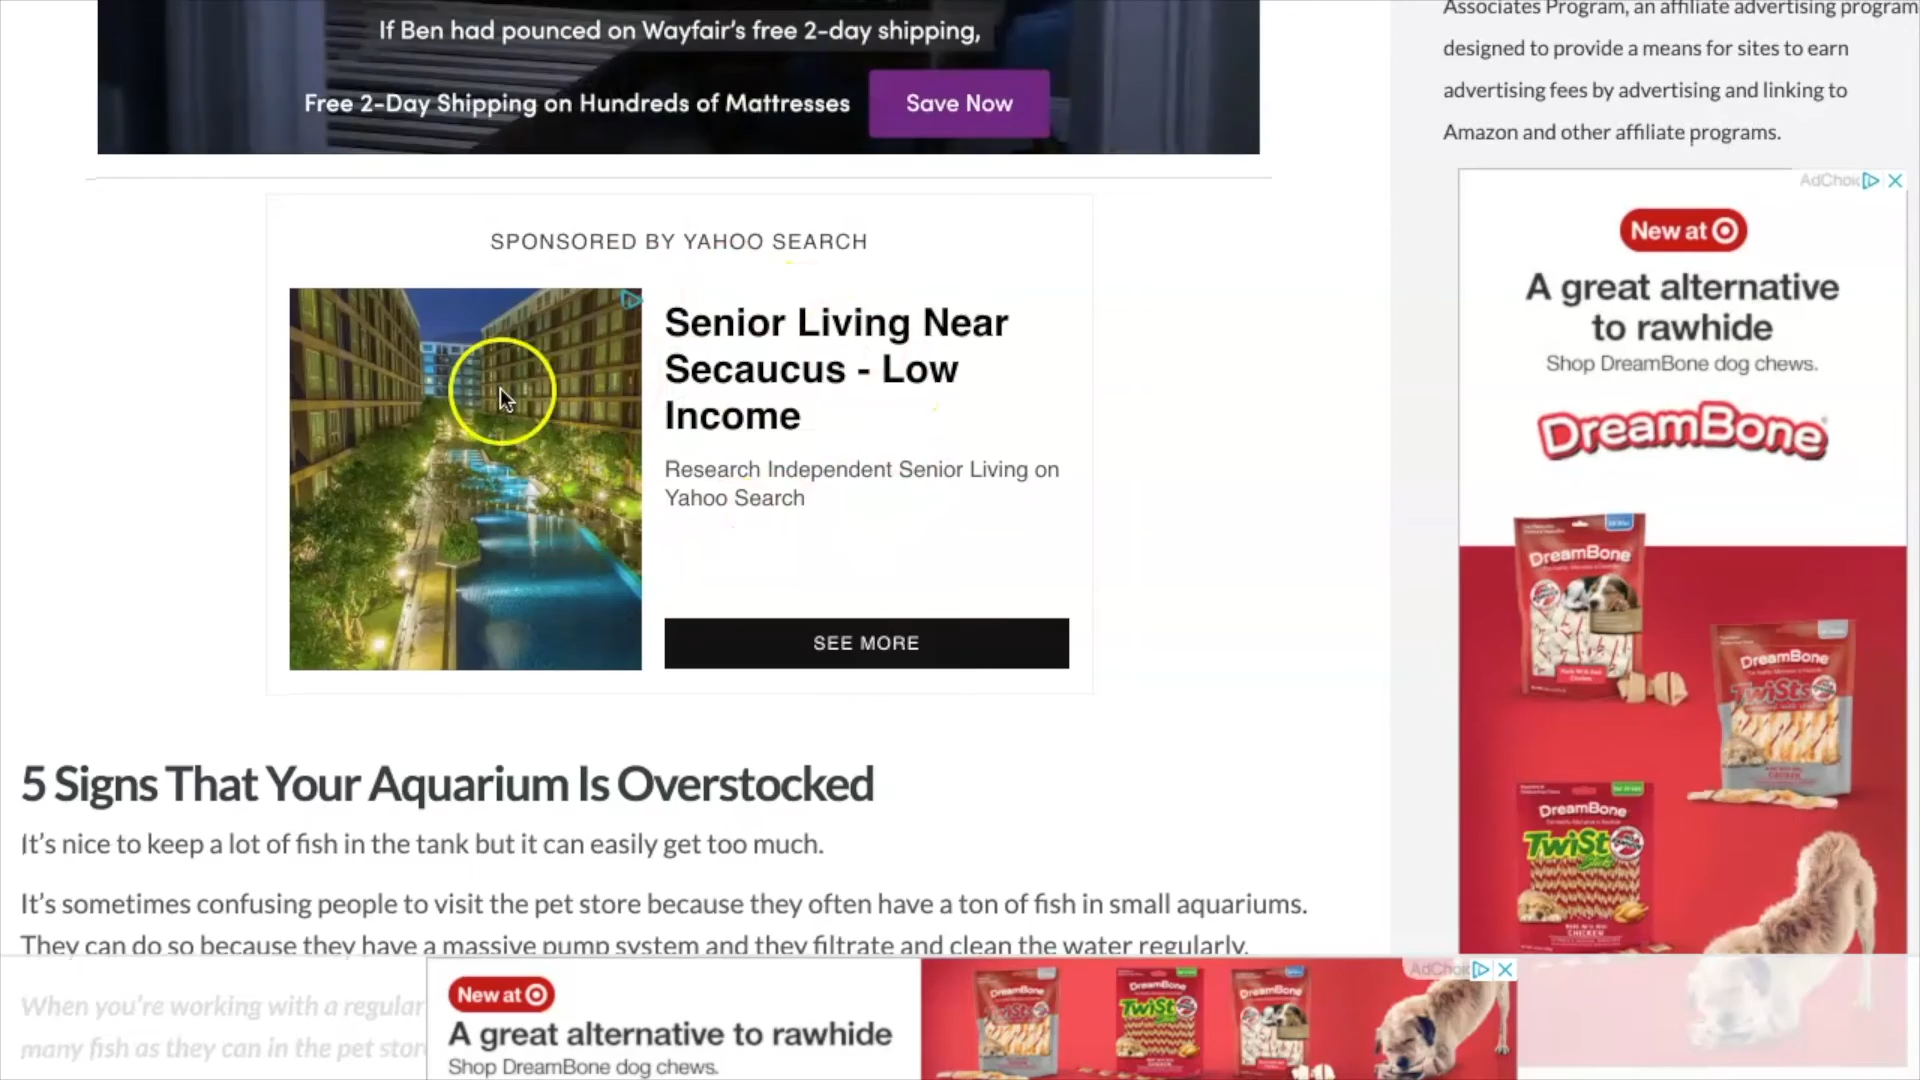 If Ben had pounced on Wayfair's free 2-day shipping,
Free 2-Day Shipping on Hundreds of Mattresses
Save Now
SPONSORED BY YAHOO SEARCH
Senior Living Near
Secaucus - Low
Income
Research Independent Senior Living on
Yahoo Search
SEE MORE
5 Signs That Your Aquarium Is Overstocked
It's nice to keep a lot of fish in the tank but it can easily get too much.
It's sometimes confusing people to visit the pet store because they often have a ton of fish in small aquariums.
They can do so because they have a massive pump system and they filtrate and clean the water regularly.
When you're working with a regular
many fish as they can in the pet stor
Associates Program, an affiliate advertising program
designed to provide a means for sites to earn
advertising fees by advertising and linking to
Amazon and other affiliate programs.
AdChoi
New at
A great alternative
to rawhide
Shop DreamBone dog chews.
DreamBone
DreamBone
DreamBone
Twists
CHICKEN
DreamBone
Twist
CHICKEN
AdChoi
New at
A great alternative to rawhide
Shop DreamBone dog chews.
DreamBone
DreamBone
Twist
DreamBone